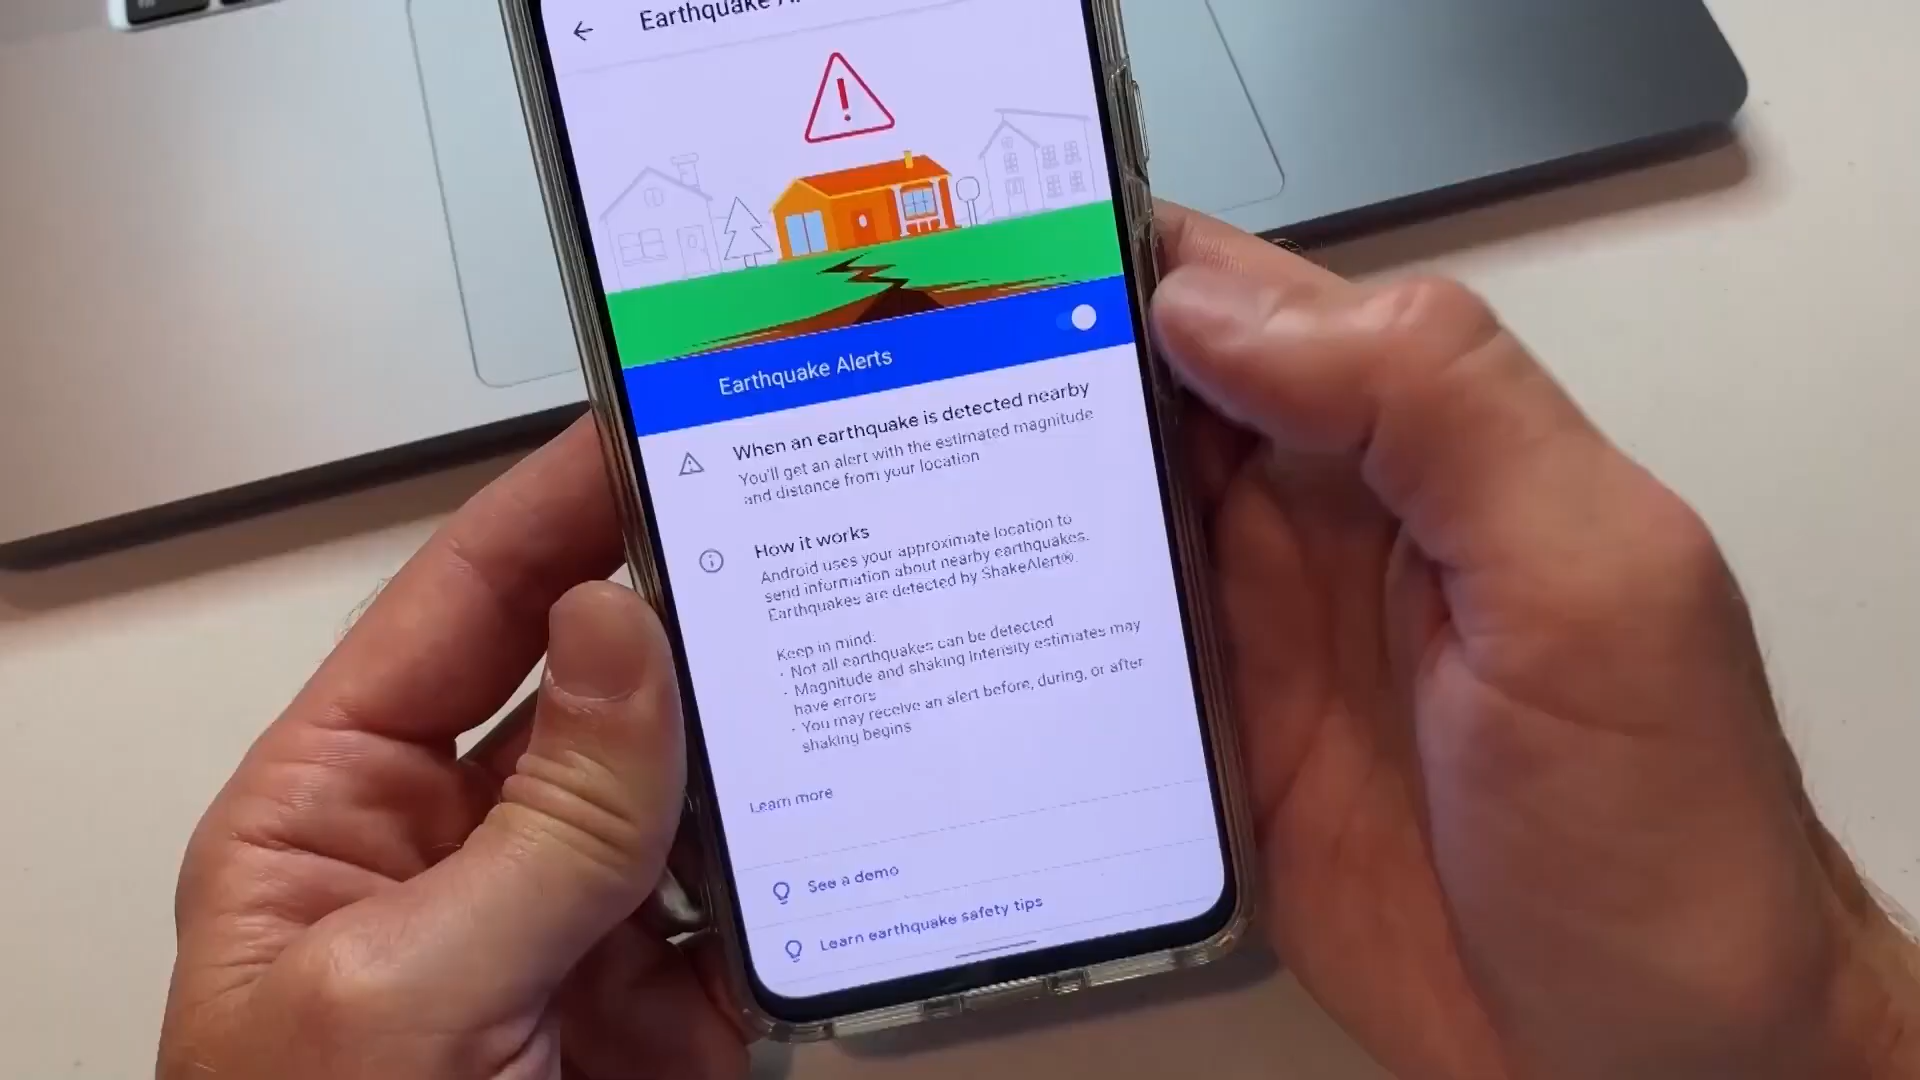 Earthquake
Earthquake Alerts
When an earthquake is detected nearby
You'll get an alert with the estimated magnitude
and distance from your location
How it works
Android uses your approximate location to
send information about nearby earthquakes.
Earthquakes are detected by ShakeAlert®.
Keep in mind:
· Not all earthquakes can be detected
· Magnitude and shaking intensity estimates may
have errors
· You may receive an alert before, during, or after
shaking begins
Learn more
See a demo
Learn earthquake safety tips